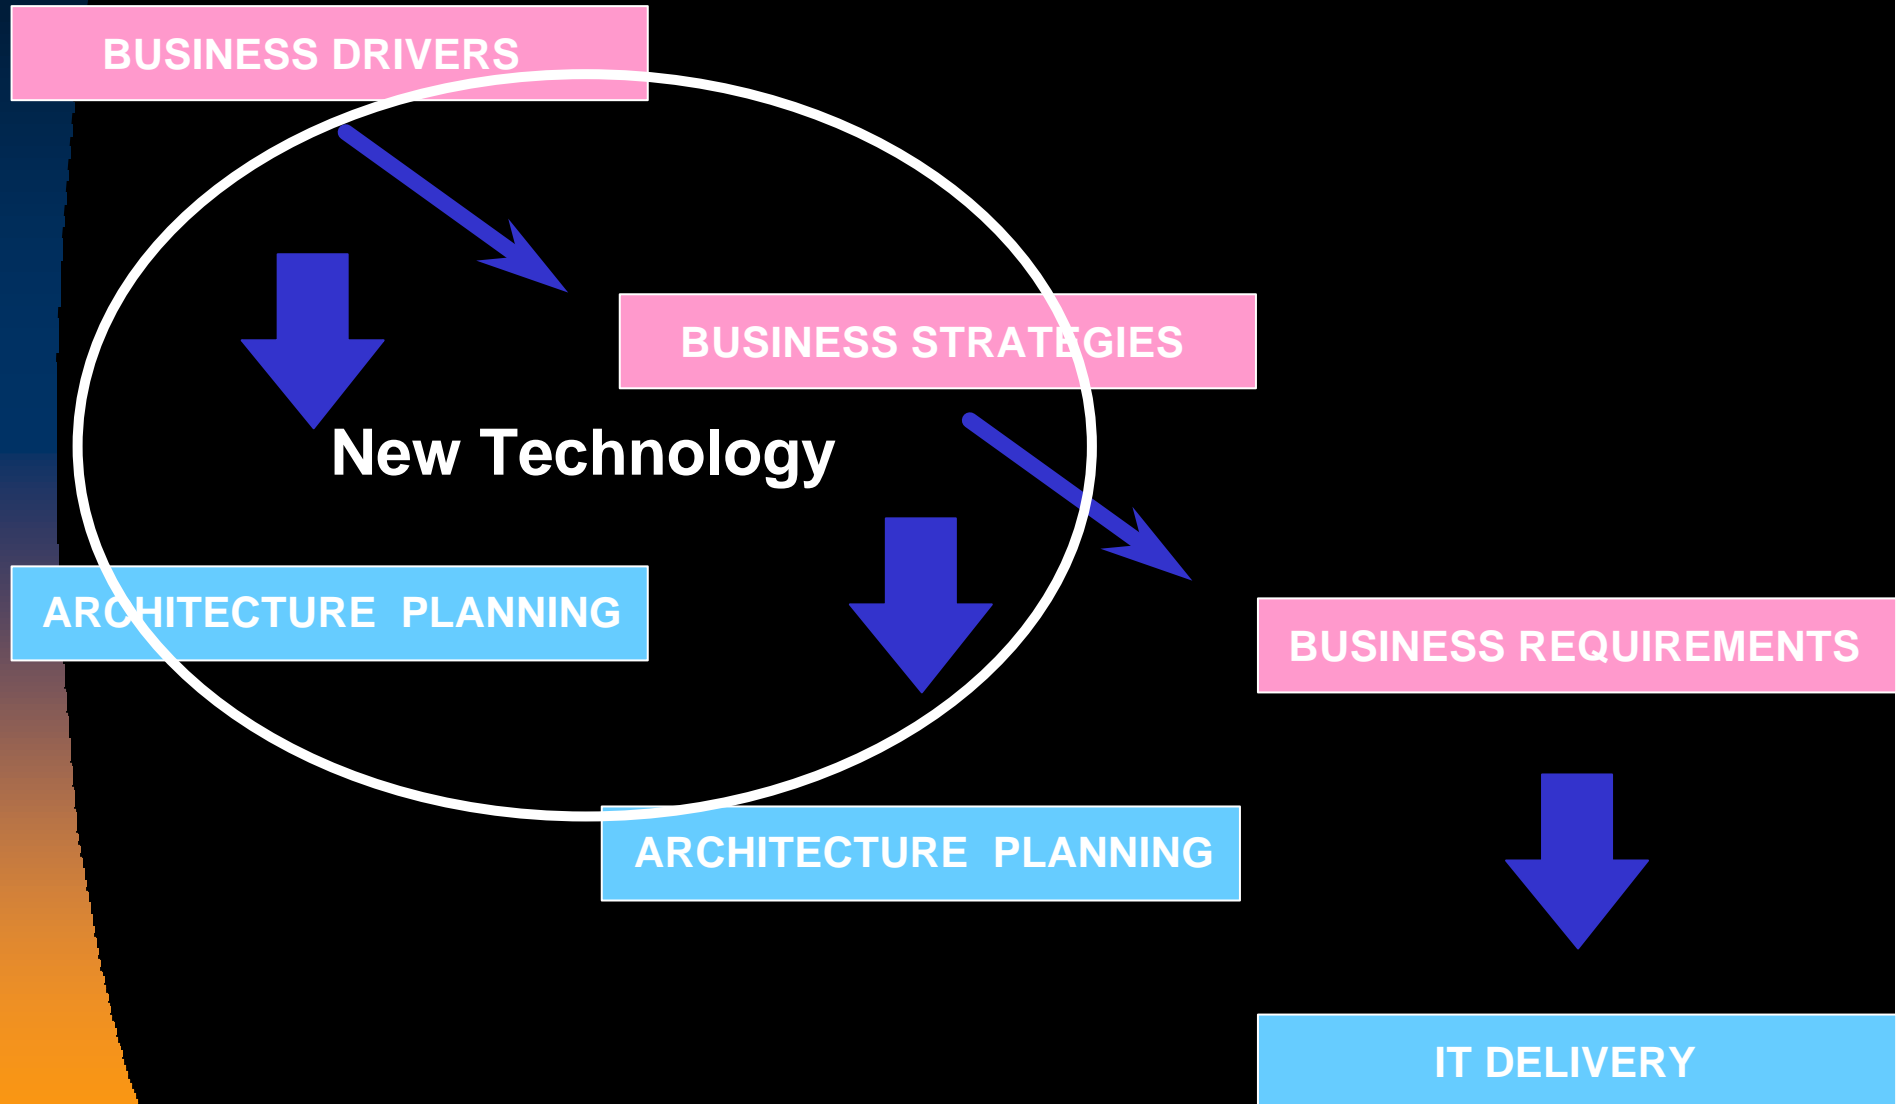 BUSINESS DRIVERS
BUSINESS STRATEGIES
New Technology
ARCHITECTURE PLANNING
BUSINESS REQUIREMENTS
ARCHITECTURE PLANNING
IT DELIVERY